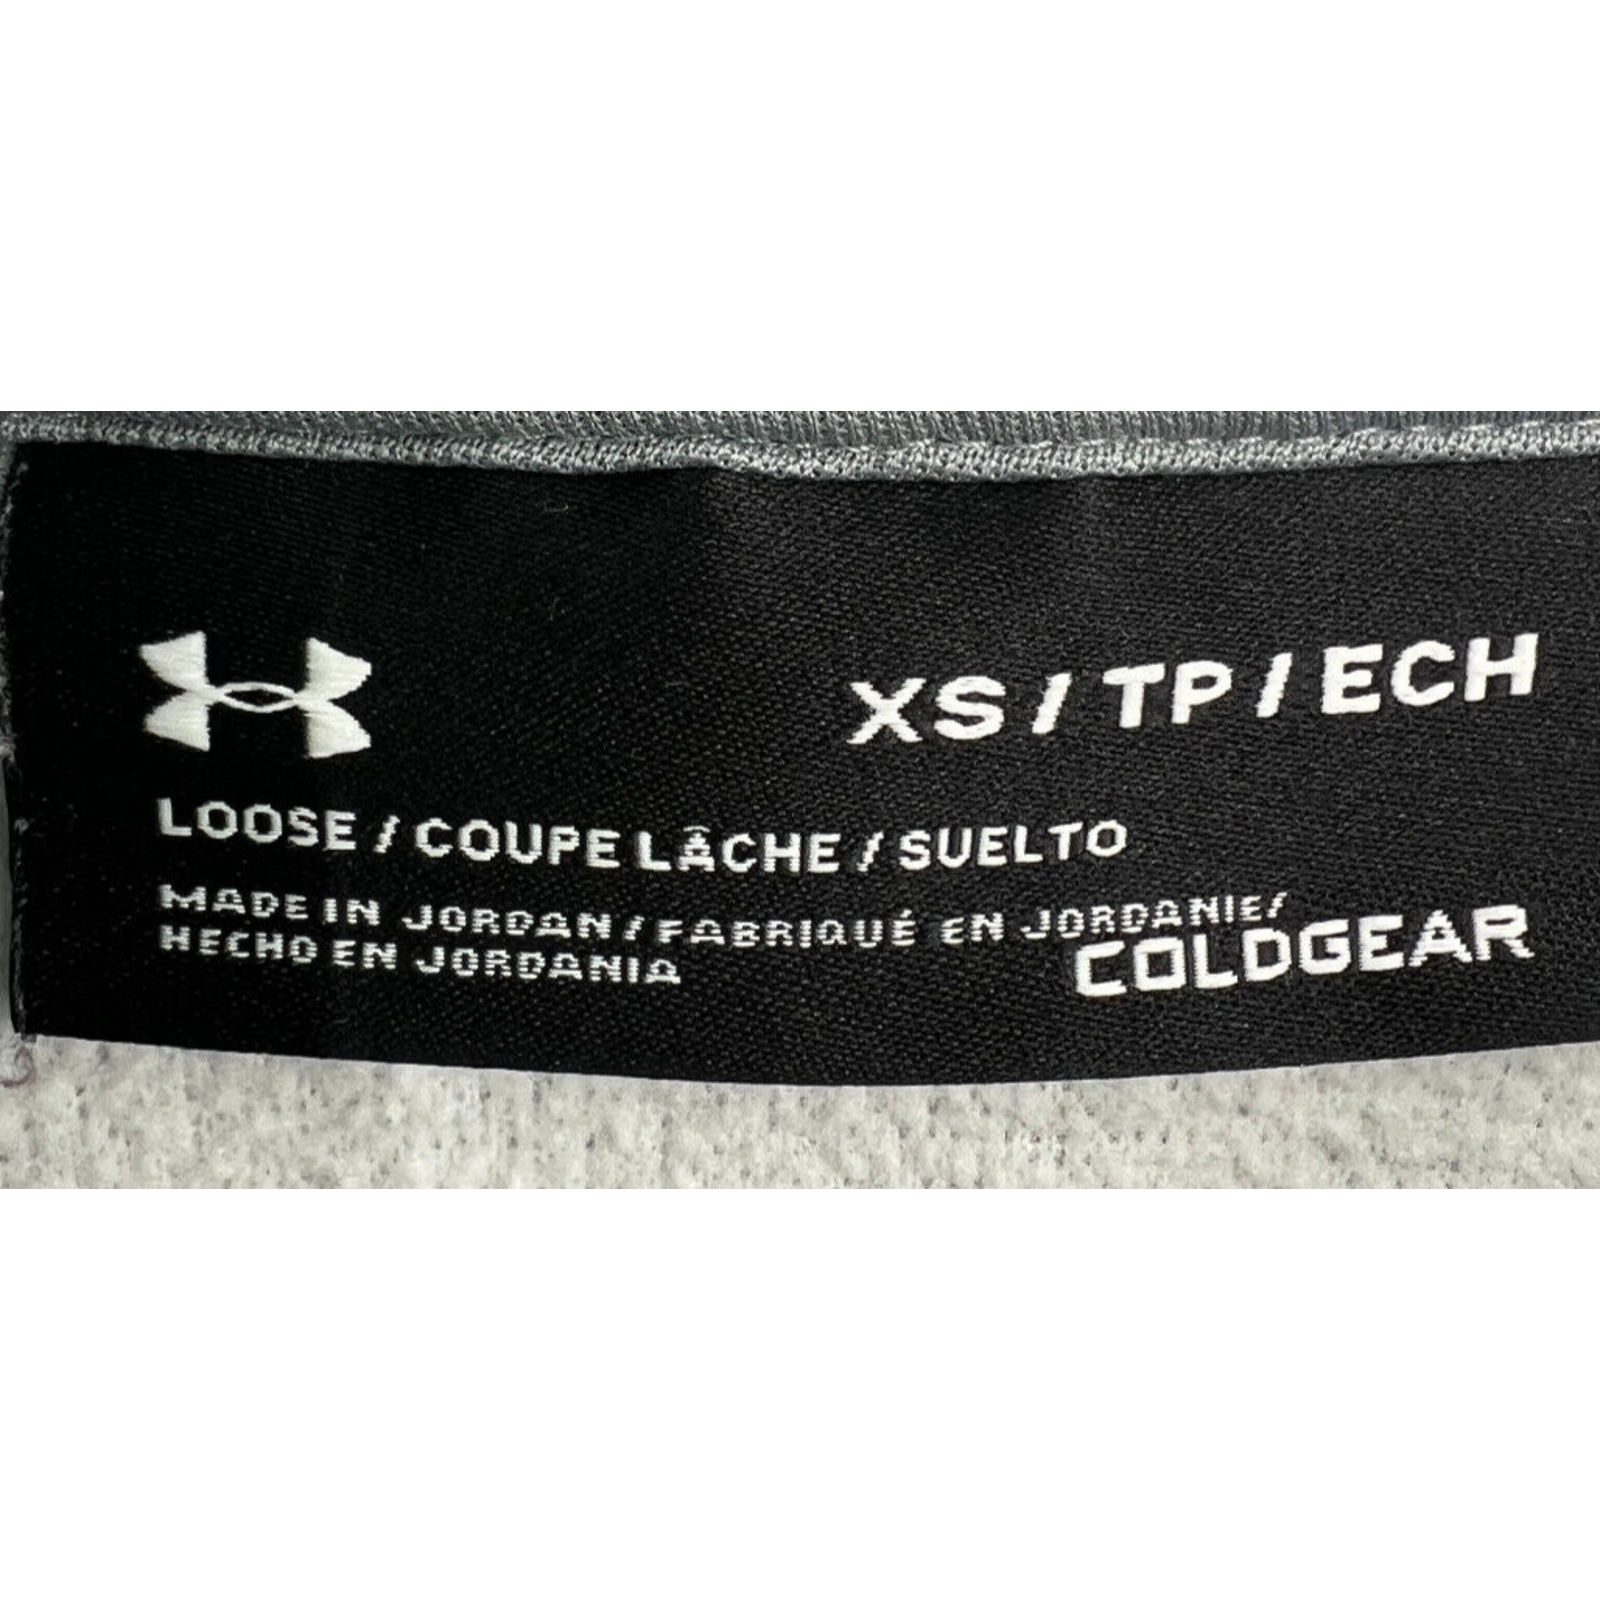 XS / TP / ECH
LOOSE / COUPE LÂCHE / SUELTO
MADE IN JORDAN / FABRIQUÉ EN JORDANIE/
HECHO EN JORDANIA
COLDGEAR